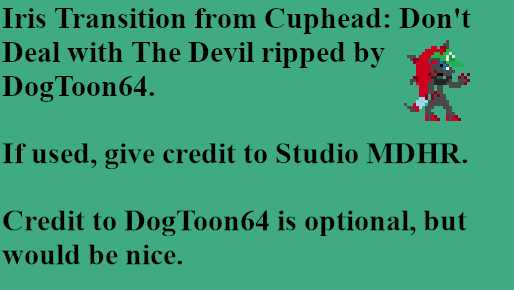 Iris Transition from Cuphead: Don't
Deal with The Devil ripped by
DogToon64.
If used, give credit to Studio MDHR.
Credit to DogToon64 is optional, but
would be nice.